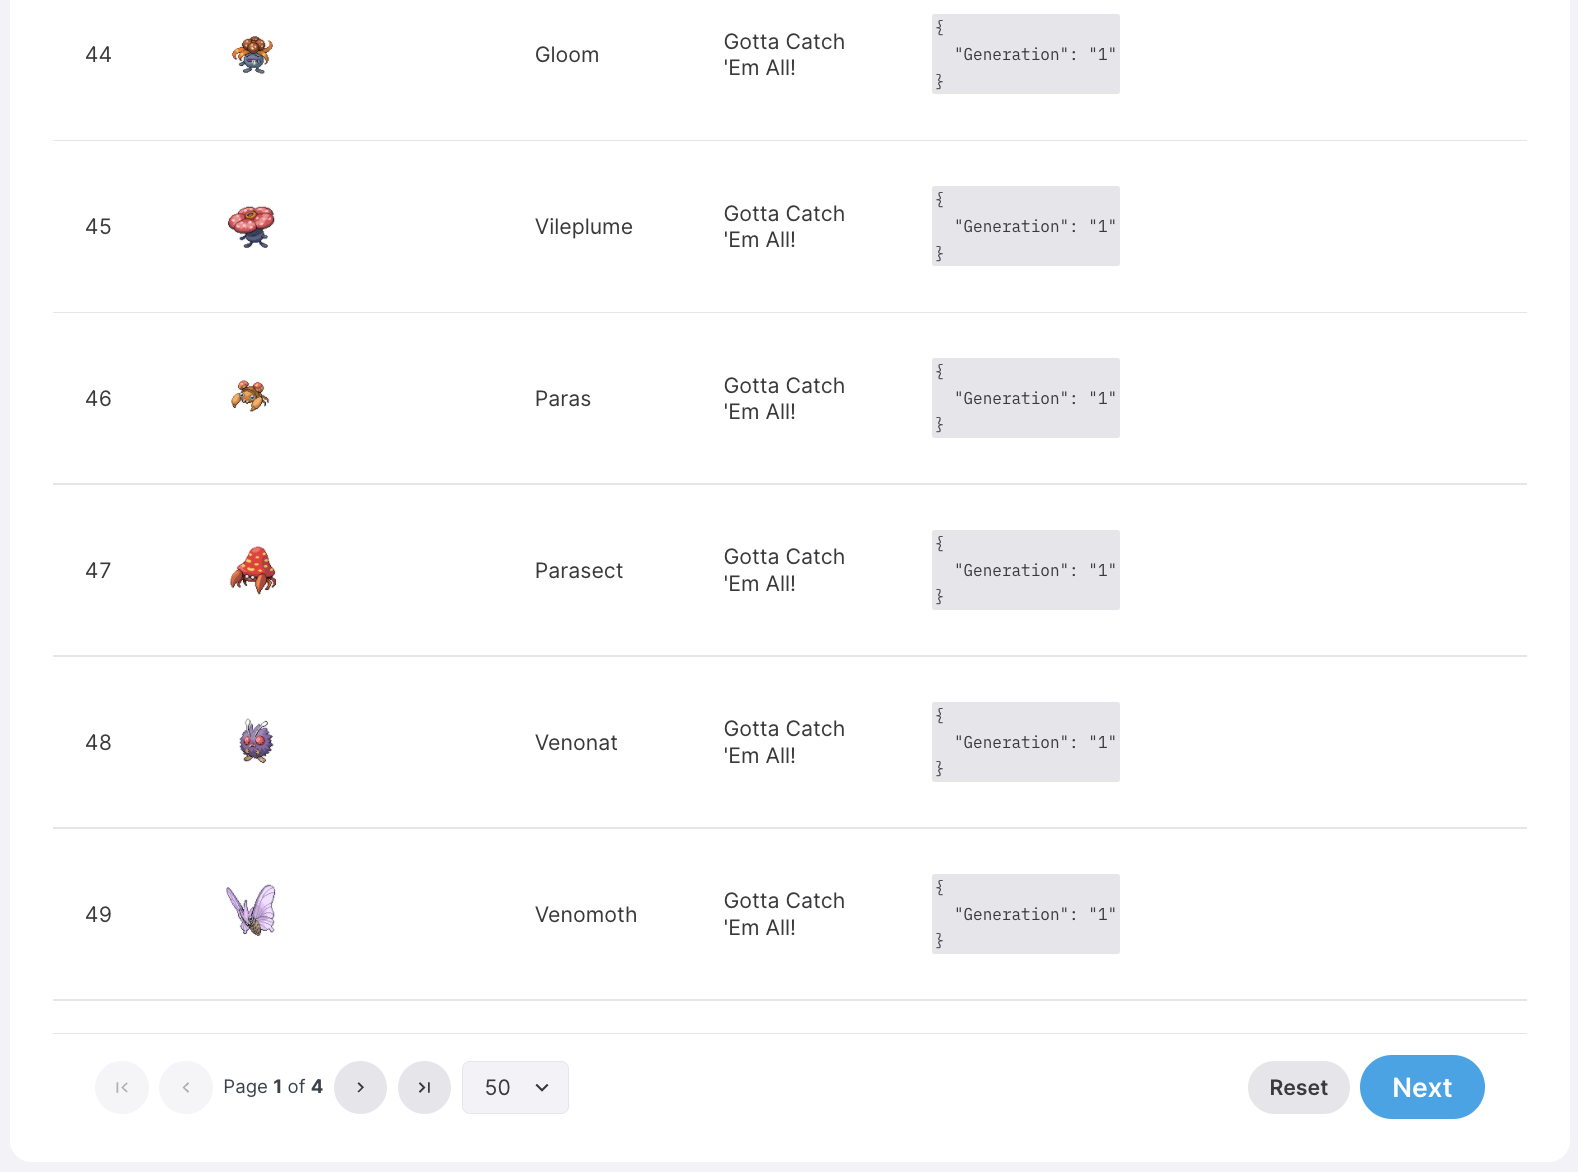 44
Gloom
Gotta Catch
'Em All!
{
"Generation": "1"
}
45
Vileplume
Gotta Catch
'Em All!
{
"Generation": "1"
}
46
Paras
Gotta Catch
'Em All!
{
"Generation": "1"
}
47
Parasect
Gotta Catch
'Em All!
{
"Generation": "1"
}
48
Venonat
Gotta Catch
'Em All!
{
"Generation": "1"
}
49
Venomoth
Gotta Catch
'Em All!
{
"Generation": "1"
}
Page 1 of 4
50
Reset
Next